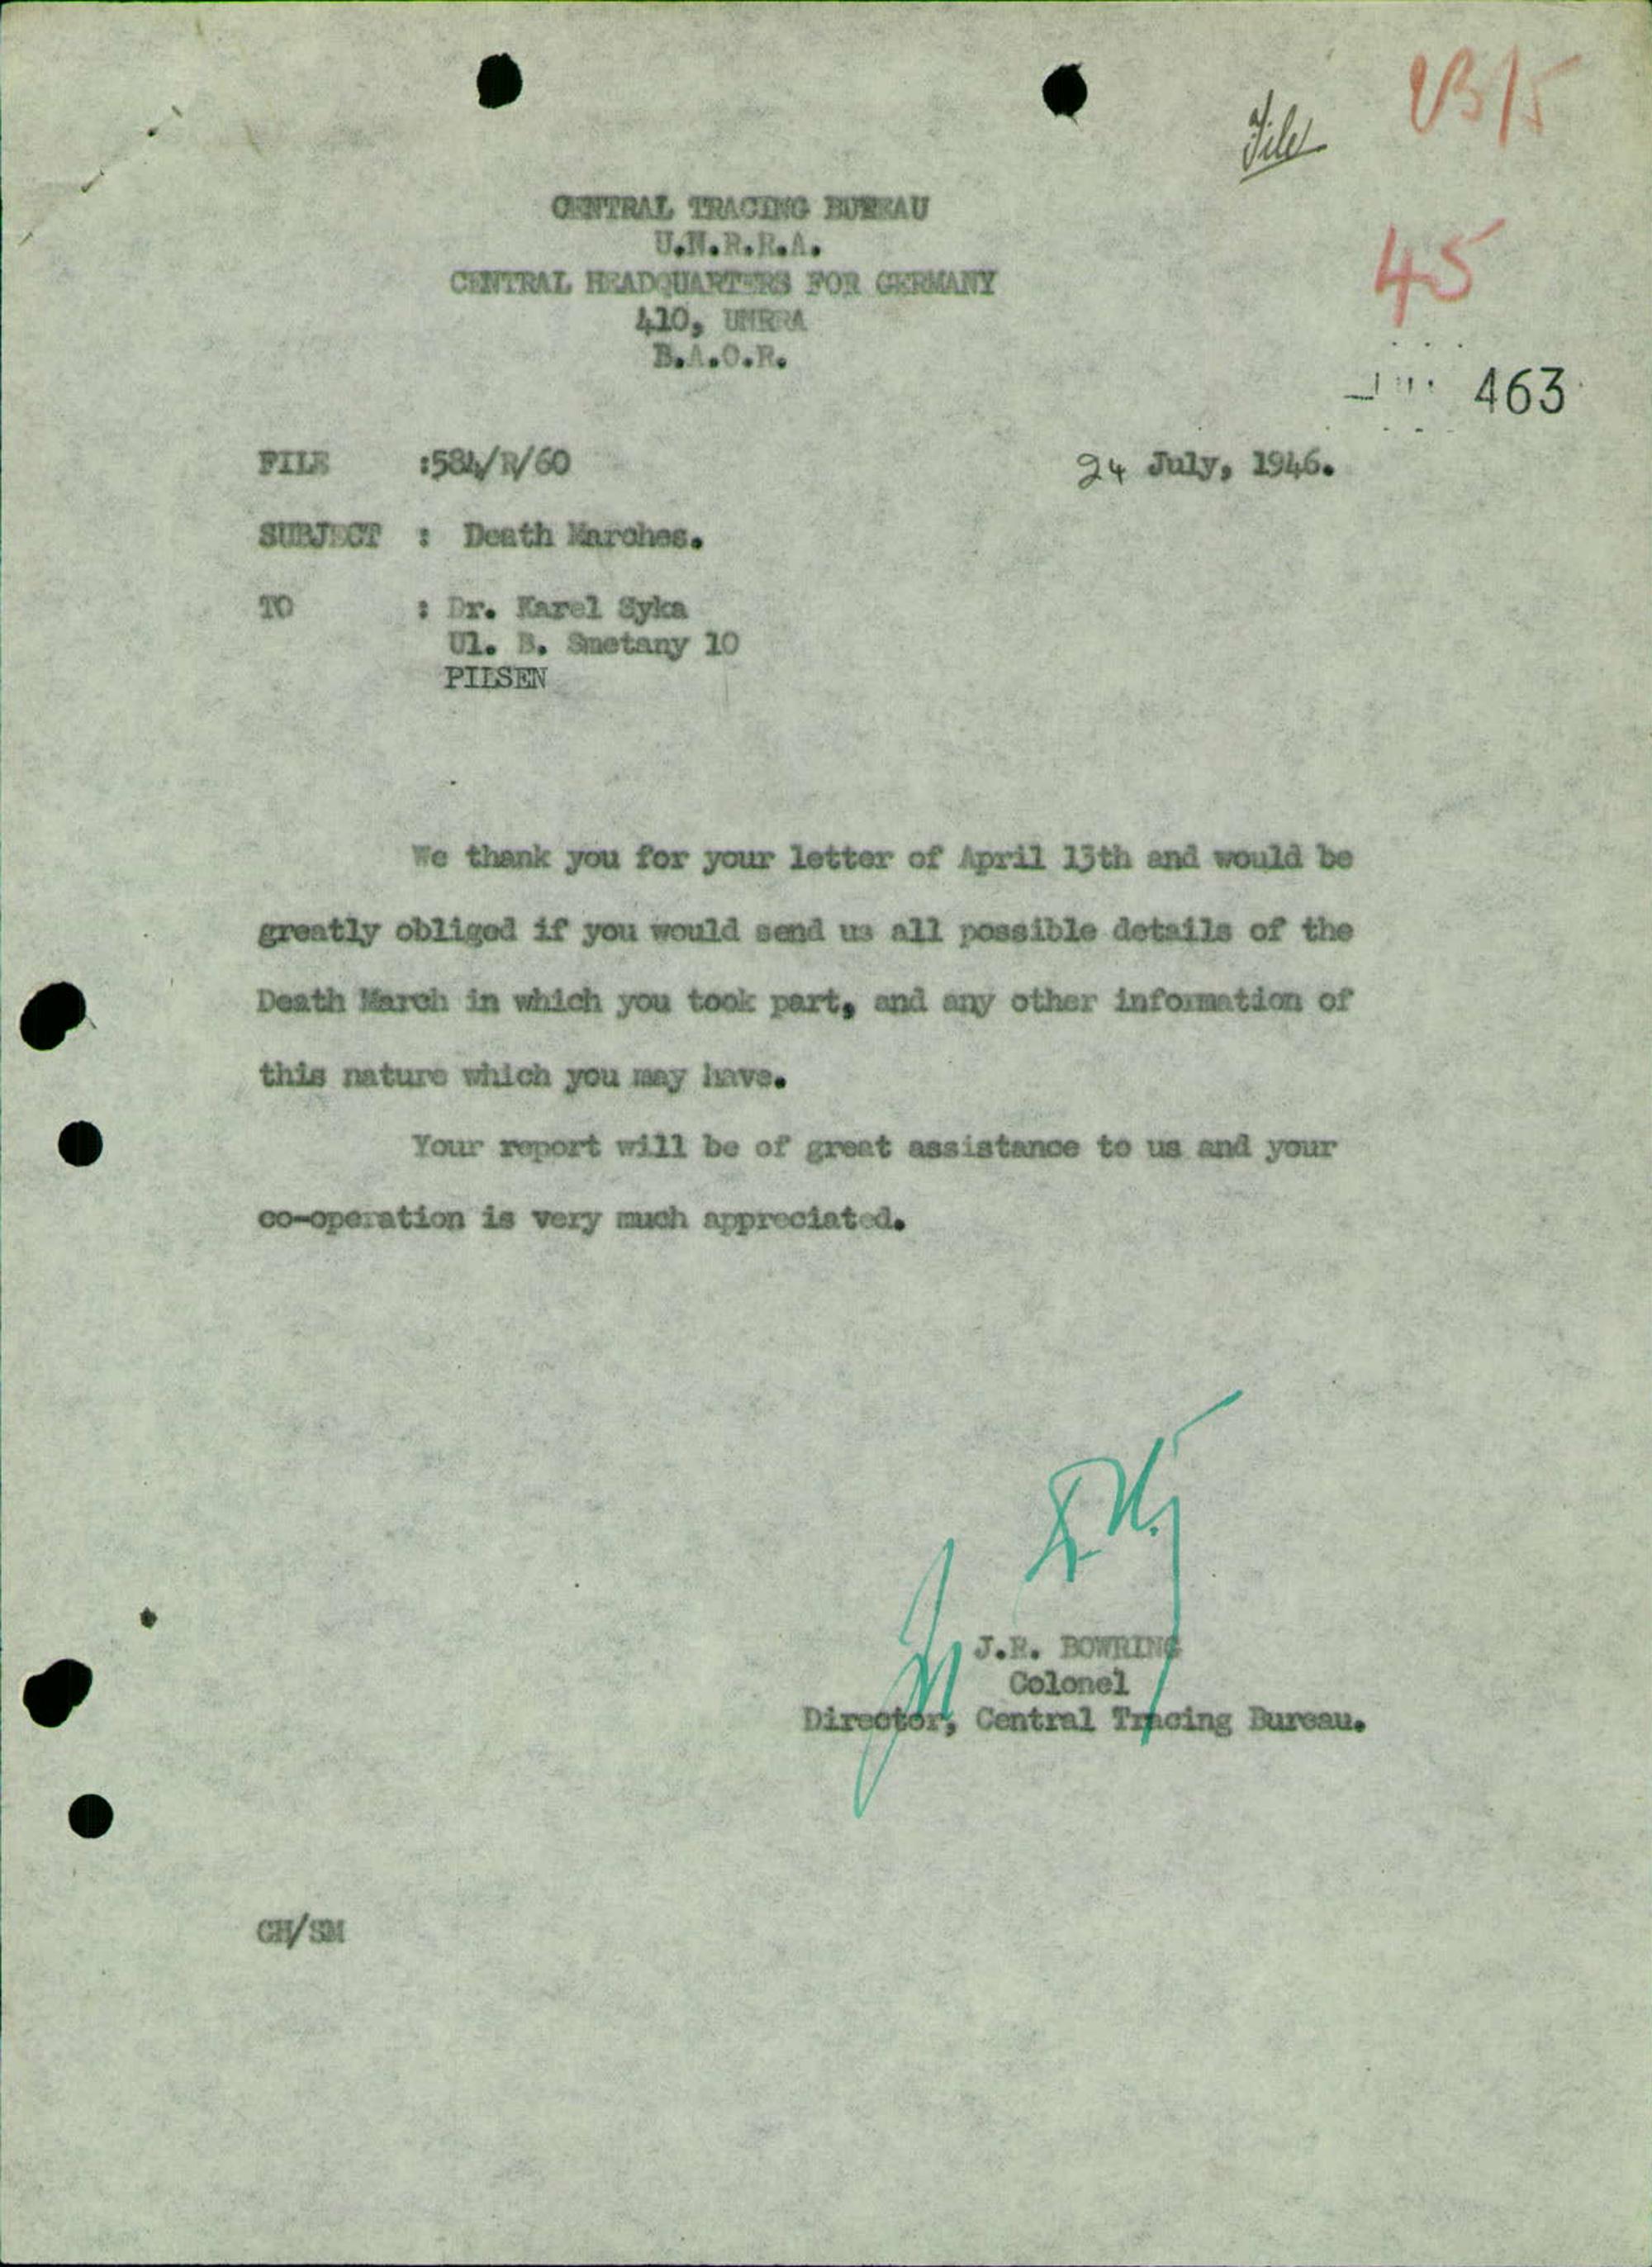 File
45
463
CENTRAL TRACING BUREAU
U.N.R.R.A.
CENTRAL HEADQUARTERS FOR GERMANY
410, UNRRA
B.A.O.R.
FILE :584/R/60
24 July, 1946.
SUBJECT : Death Marches.
TO : Dr. Karel Syka
Ul. B. Smetany 10
PILSEN
We thank you for your letter of April 13th and would be
greatly obliged if you would send us all possible details of the
Death March in which you took part, and any other information of
this nature which you may have.
Your report will be of great assistance to us and your
co-operation is very much appreciated.
J.R. BOWRING
Colonel
Director, Central Tracing Bureau.
CH/SM